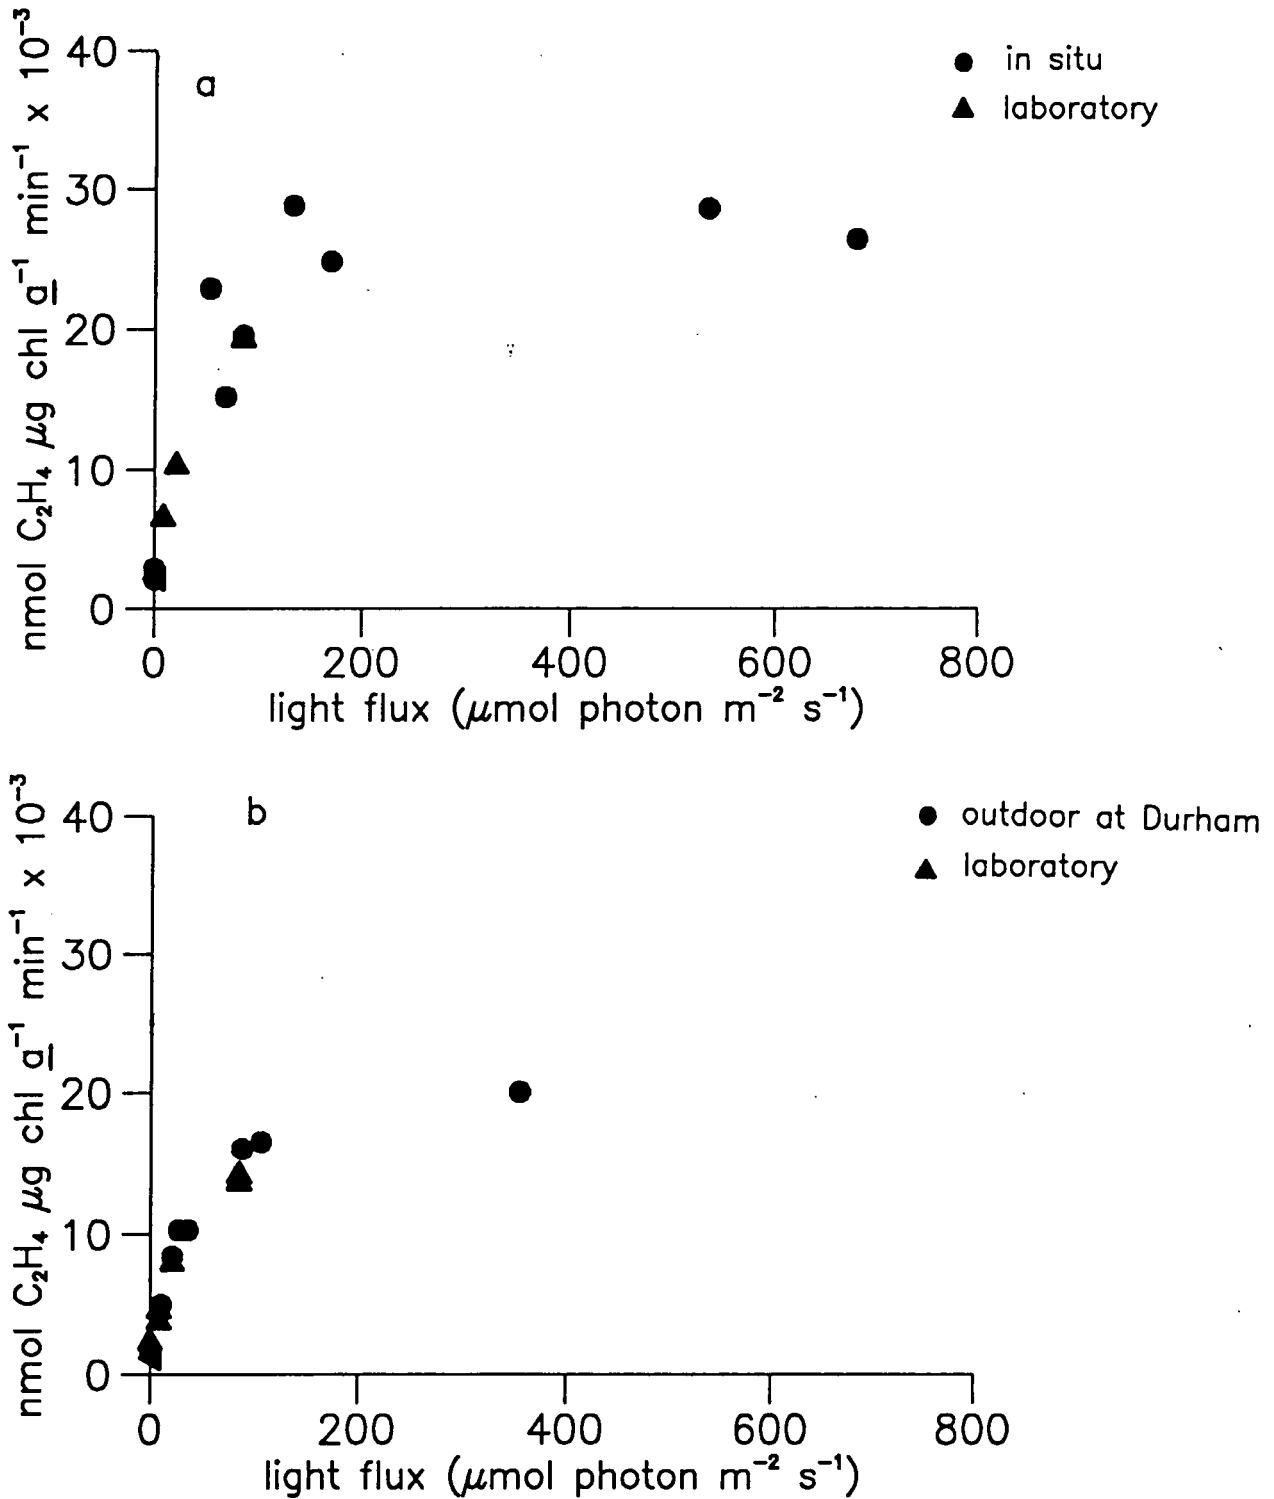 a
in situ
laboratory
nmol C₂H₄ μg chl a⁻¹ min⁻¹ x 10⁻³
40
30
20
10
0
0 200 400 600 800
light flux (μmol photon m⁻² s⁻¹)
b
outdoor at Durham
laboratory
nmol C₂H₄ μg chl a⁻¹ min⁻¹ x 10⁻³
40
30
20
10
0
0 200 400 600 800
light flux (μmol photon m⁻² s⁻¹)